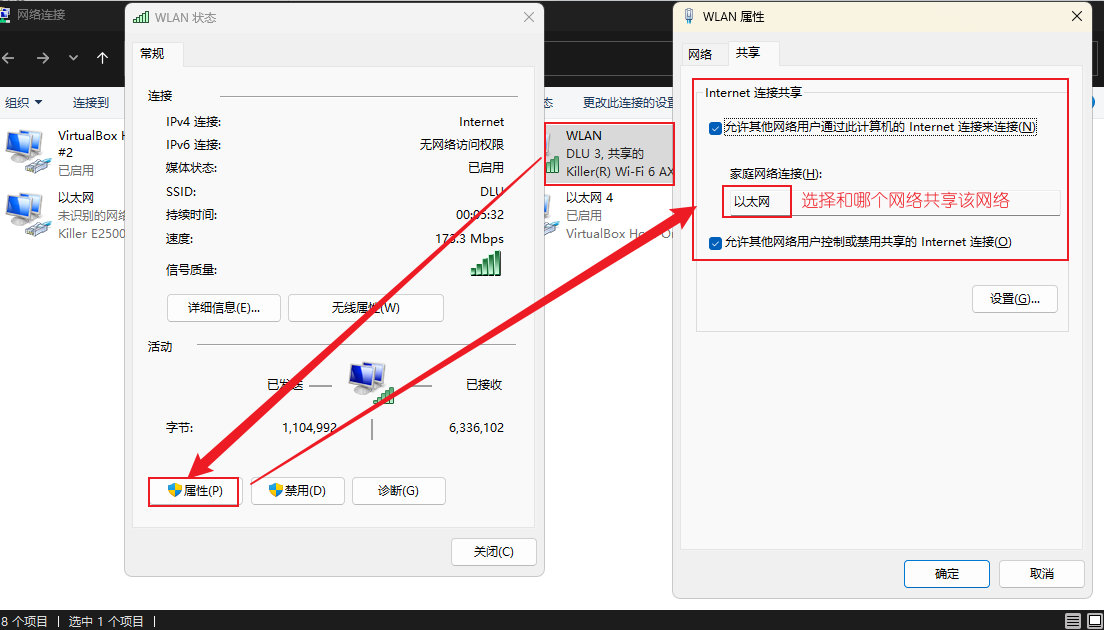 网络连接
组织
连接到
VirtualBox H
#2
已启用
以太网
未识别的网络
Killer E2500
WLAN 状态
常规
连接
IPv4 连接:
Internet
IPv6 连接:
无网络访问权限
媒体状态:
已启用
SSID:
DLU
持续时间:
00:05:32
速度:
173.3 Mbps
信号质量:
详细信息(E)...
无线属性(W)
活动
已发送
已接收
字节:
1,104,992
6,336,102
属性(P)
禁用(D)
诊断(G)
关闭(C)
态
更改此连接的设置
WLAN
DLU 3, 共享的
Killer(R) Wi-Fi 6 AX
以太网 4
已启用
VirtualBox Host-On
WLAN 属性
网络
共享
Internet 连接共享
允许其他网络用户通过此计算机的 Internet 连接来连接(N)
家庭网络连接(H):
以太网
选择和哪个网络共享该网络
允许其他网络用户控制或禁用共享的 Internet 连接(O)
设置(G)...
确定
取消
8 个项目
选中 1 个项目